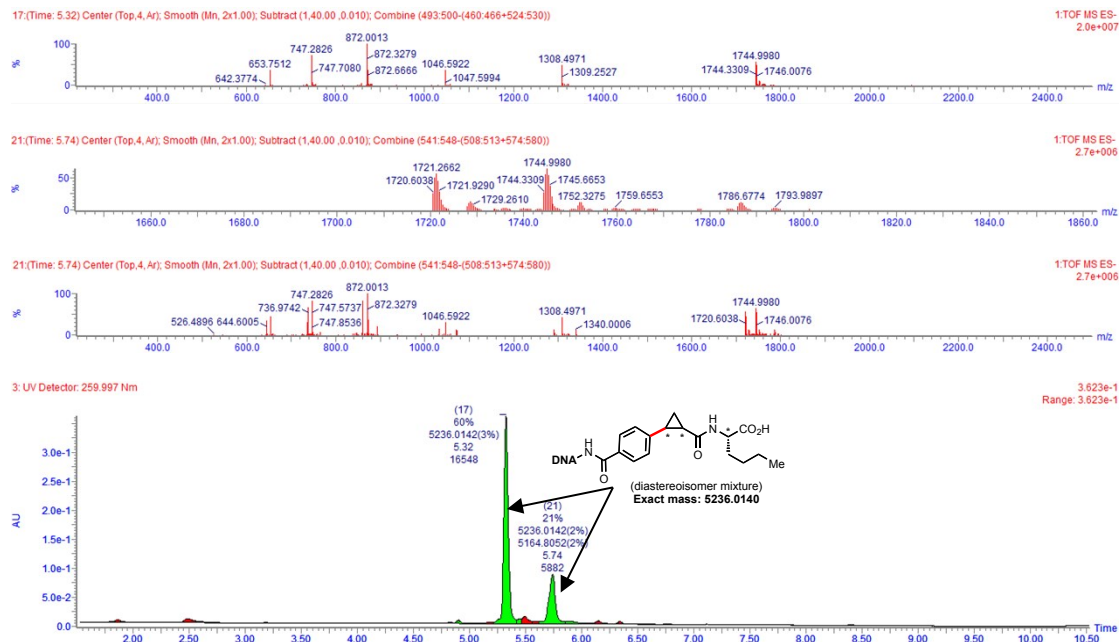 17:(Time: 5.32) Center (Top,4, Ar); Smooth (Mn, 2x1.00); Subtract (1,40.00 ,0.010); Combine (493:500-(460:466+524:530))
1:TOF MS ES-
2.0e+007
100
%
0
642.3774
653.7512
747.2826
747.7080
872.0013
872.3279
872.6666
1046.5922
1047.5994
1308.4971
1309.2527
1744.3309
1744.9980
1746.0076
m/z
400.0 600.0 800.0 1000.0 1200.0 1400.0 1600.0 1800.0 2000.0 2200.0 2400.0
21:(Time: 5.74) Center (Top,4, Ar); Smooth (Mn, 2x1.00); Subtract (1,40.00 ,0.010); Combine (541:548-(508:513+574:580))
1:TOF MS ES-
2.7e+006
50
%
0
1720.6038
1721.2662
1721.9290
1729.2610
1744.3309
1744.9980
1745.6653
1752.3275
1759.6553
1786.6774
1793.9897
m/z
1660.0 1680.0 1700.0 1720.0 1740.0 1760.0 1780.0 1800.0 1820.0 1840.0 1860.0
21:(Time: 5.74) Center (Top,4, Ar); Smooth (Mn, 2x1.00); Subtract (1,40.00 ,0.010); Combine (541:548-(508:513+574:580))
1:TOF MS ES-
2.7e+006
100
%
0
526.4896
644.6005
736.9742
747.2826
747.5737
747.8536
872.0013
872.3279
1046.5922
1308.4971
1340.0006
1720.6038
1744.9980
1746.0076
m/z
400.0 600.0 800.0 1000.0 1200.0 1400.0 1600.0 1800.0 2000.0 2200.0 2400.0
3: UV Detector: 259.997 Nm
3.623e-1
Range: 3.623e-1
AU
3.0e-1
2.5e-1
2.0e-1
1.5e-1
1.0e-1
5.0e-2
0.0
(17)
60%
5236.0142(3%)
5.32
16548
DNA
H
N
O
* *
O
H
N
*
CO2H
Me
(diastereoisomer mixture)
Exact mass: 5236.0140
(21)
21%
5236.0142(2%)
5164.8052(2%)
5.74
5882
Time
2.00 2.50 3.00 3.50 4.00 4.50 5.00 5.50 6.00 6.50 7.00 7.50 8.00 8.50 9.00 9.50 10.00 10.50